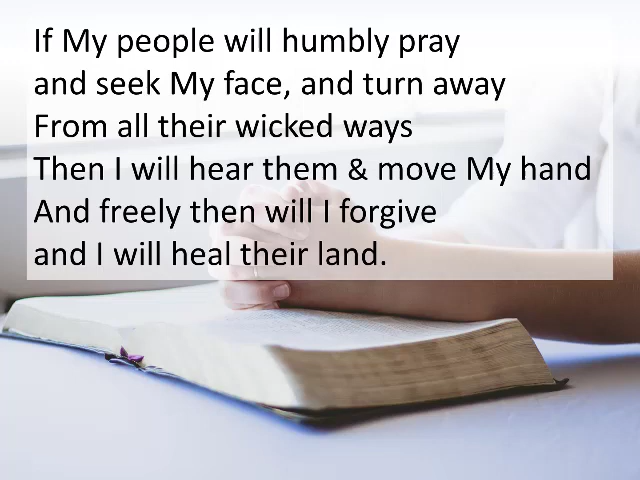 If My people will humbly pray
and seek My face, and turn away
From all their wicked ways
Then I will hear them & move My hand
And freely then will I forgive
and I will heal their land.